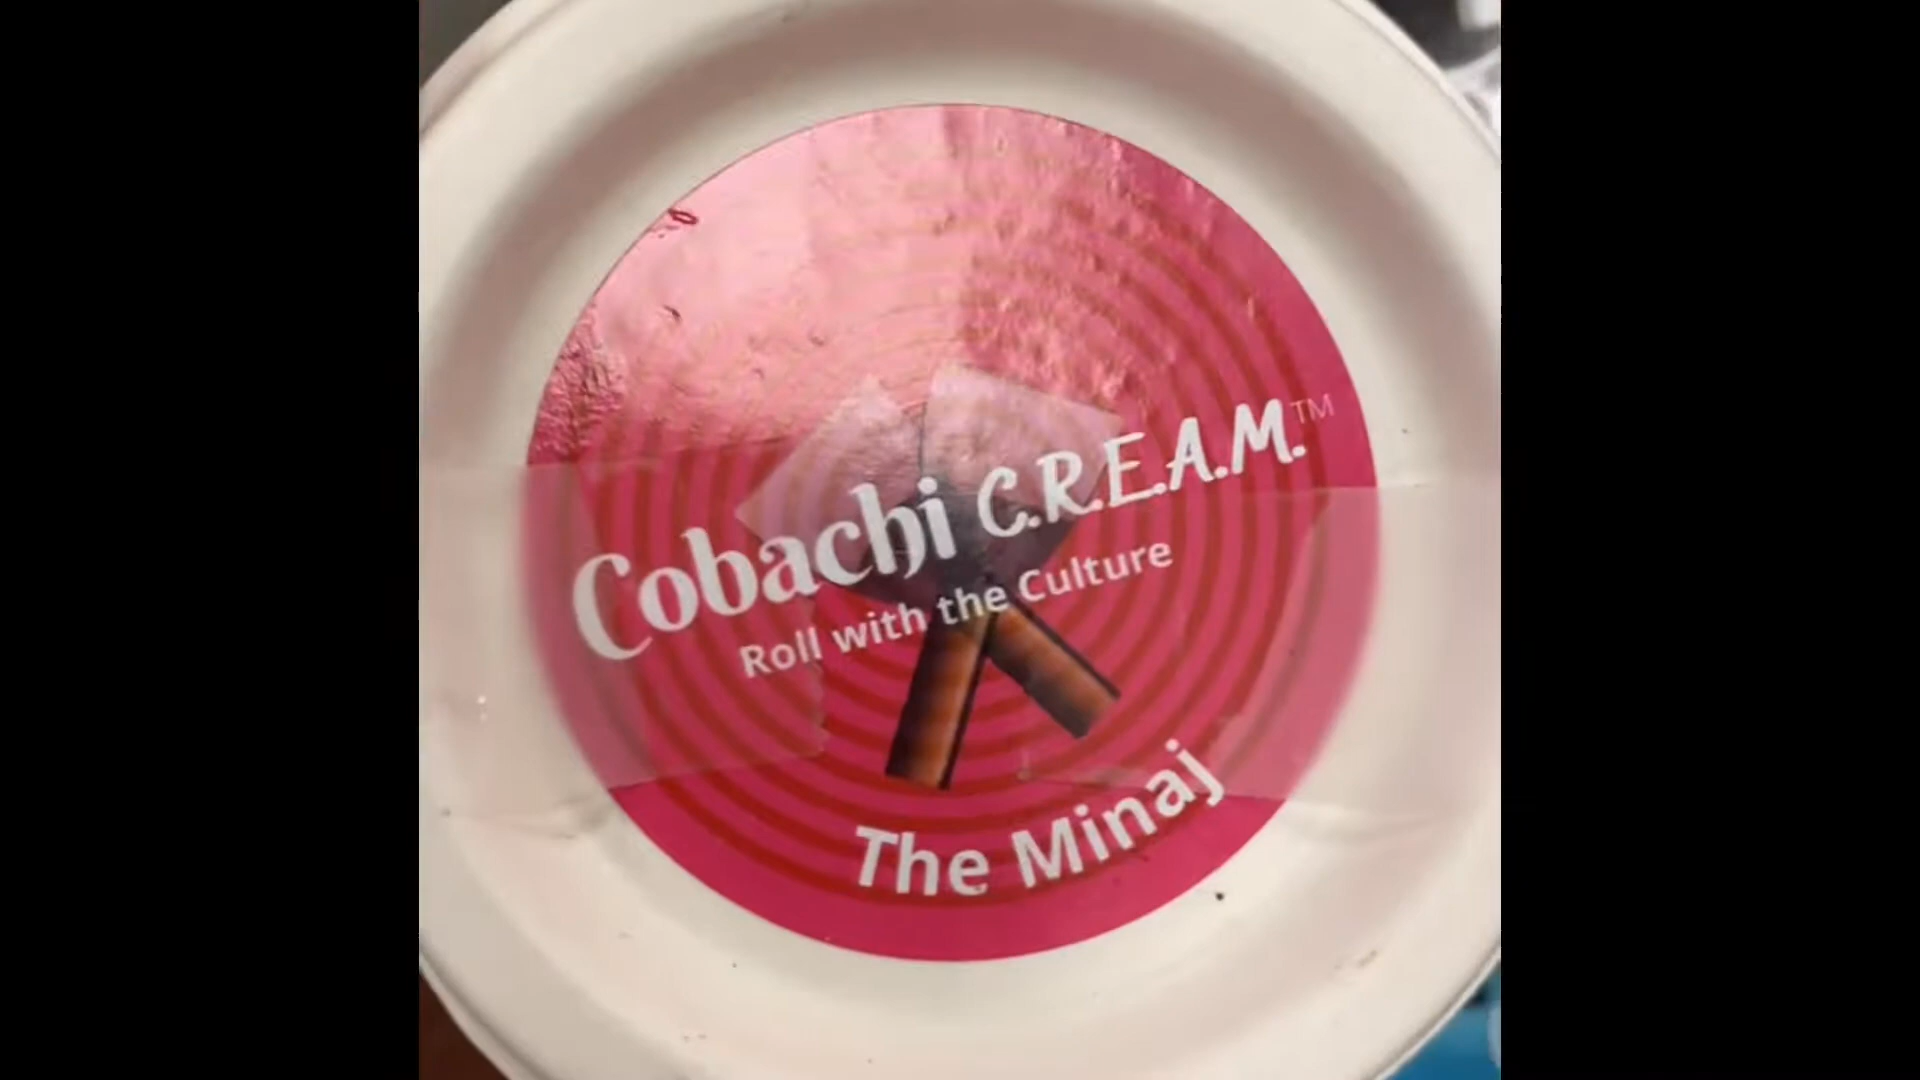 Cobachi C.R.E.A.M.™
Roll with the Culture
The Minaj